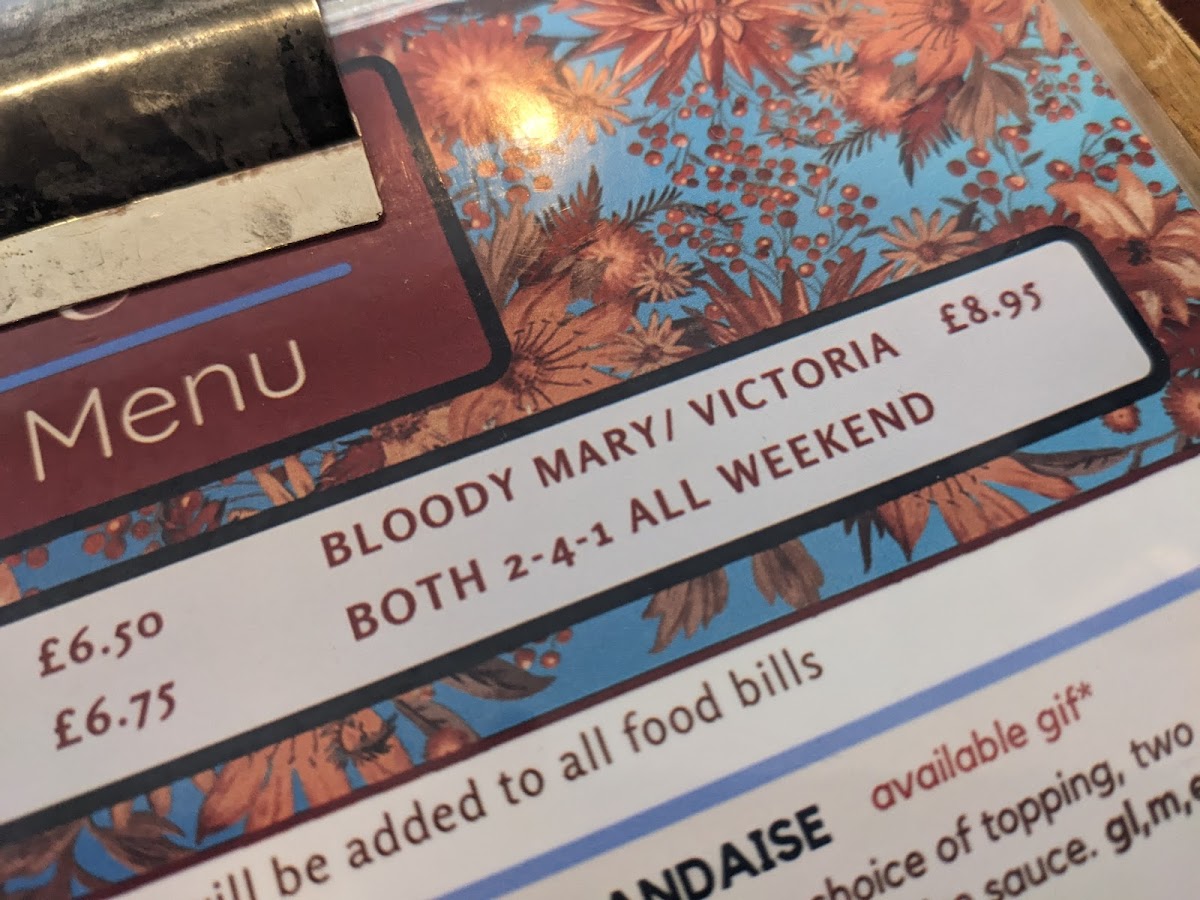 Menu
BLOODY MARY/ VICTORIA £8.95
£6.50 BOTH 2-4-1 ALL WEEKEND
£6.75
will be added to all food bills
available gif*
choice of topping, two
sauce. gl,m,e